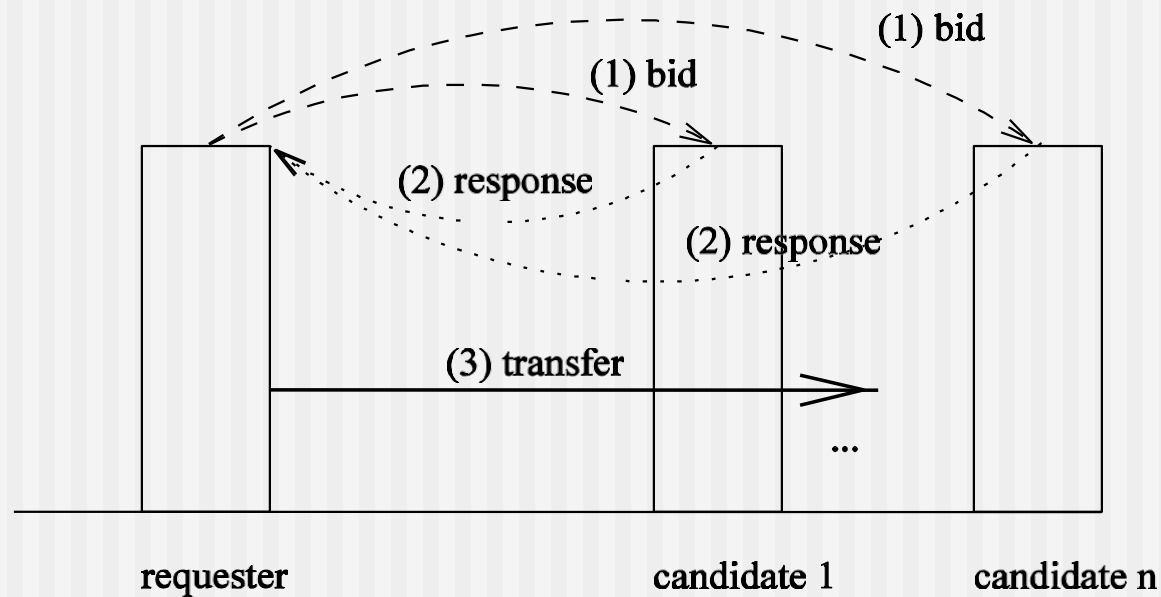 (1) bid
(1) bid
(2) response
(2) response
(3) transfer
...
requester
candidate 1
candidate n